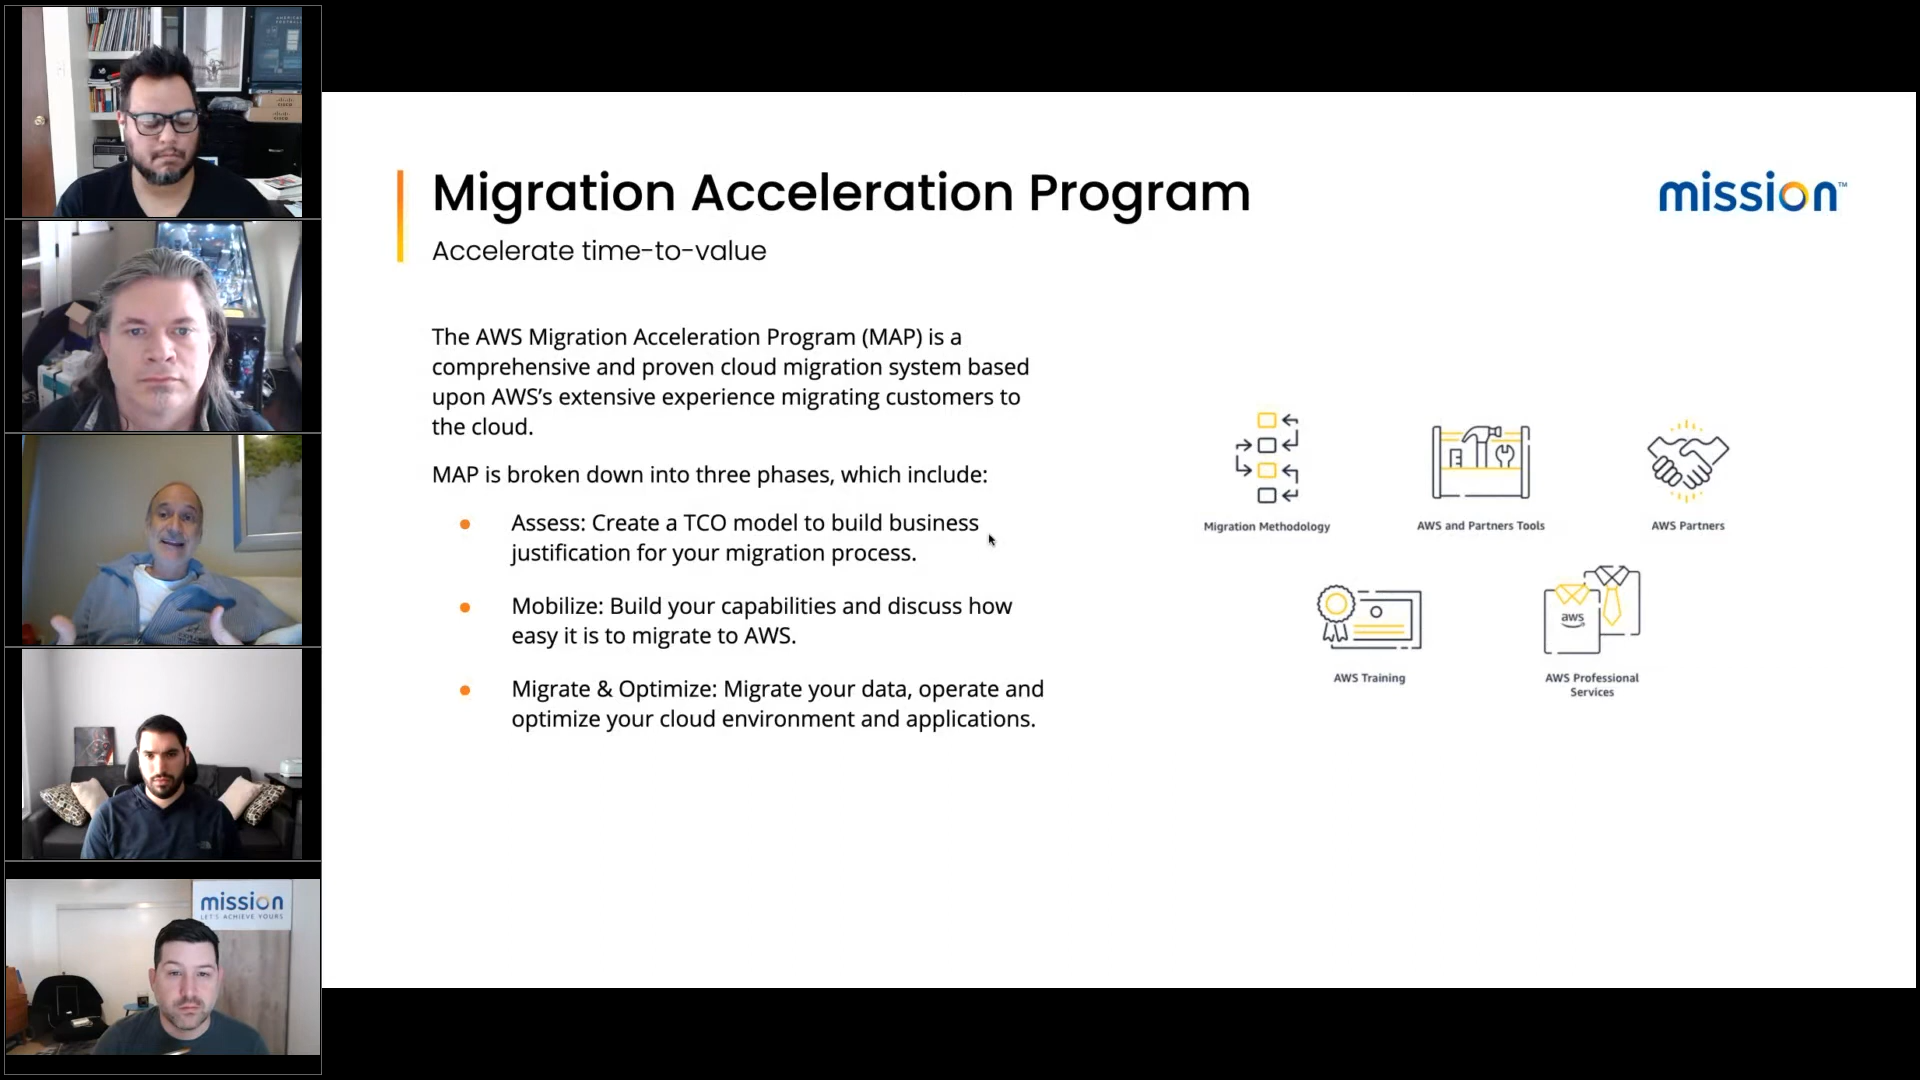 Migration Acceleration Program
mission™
Accelerate time-to-value
The AWS Migration Acceleration Program (MAP) is a
comprehensive and proven cloud migration system based
upon AWS’s extensive experience migrating customers to
the cloud.
MAP is broken down into three phases, which include:
Assess: Create a TCO model to build business
justification for your migration process.
Mobilize: Build your capabilities and discuss how
easy it is to migrate to AWS.
Migrate & Optimize: Migrate your data, operate and
optimize your cloud environment and applications.
Migration Methodology
AWS and Partners Tools
AWS Partners
AWS Training
aws
AWS Professional
Services
mission
LET'S ACHIEVE YOURS